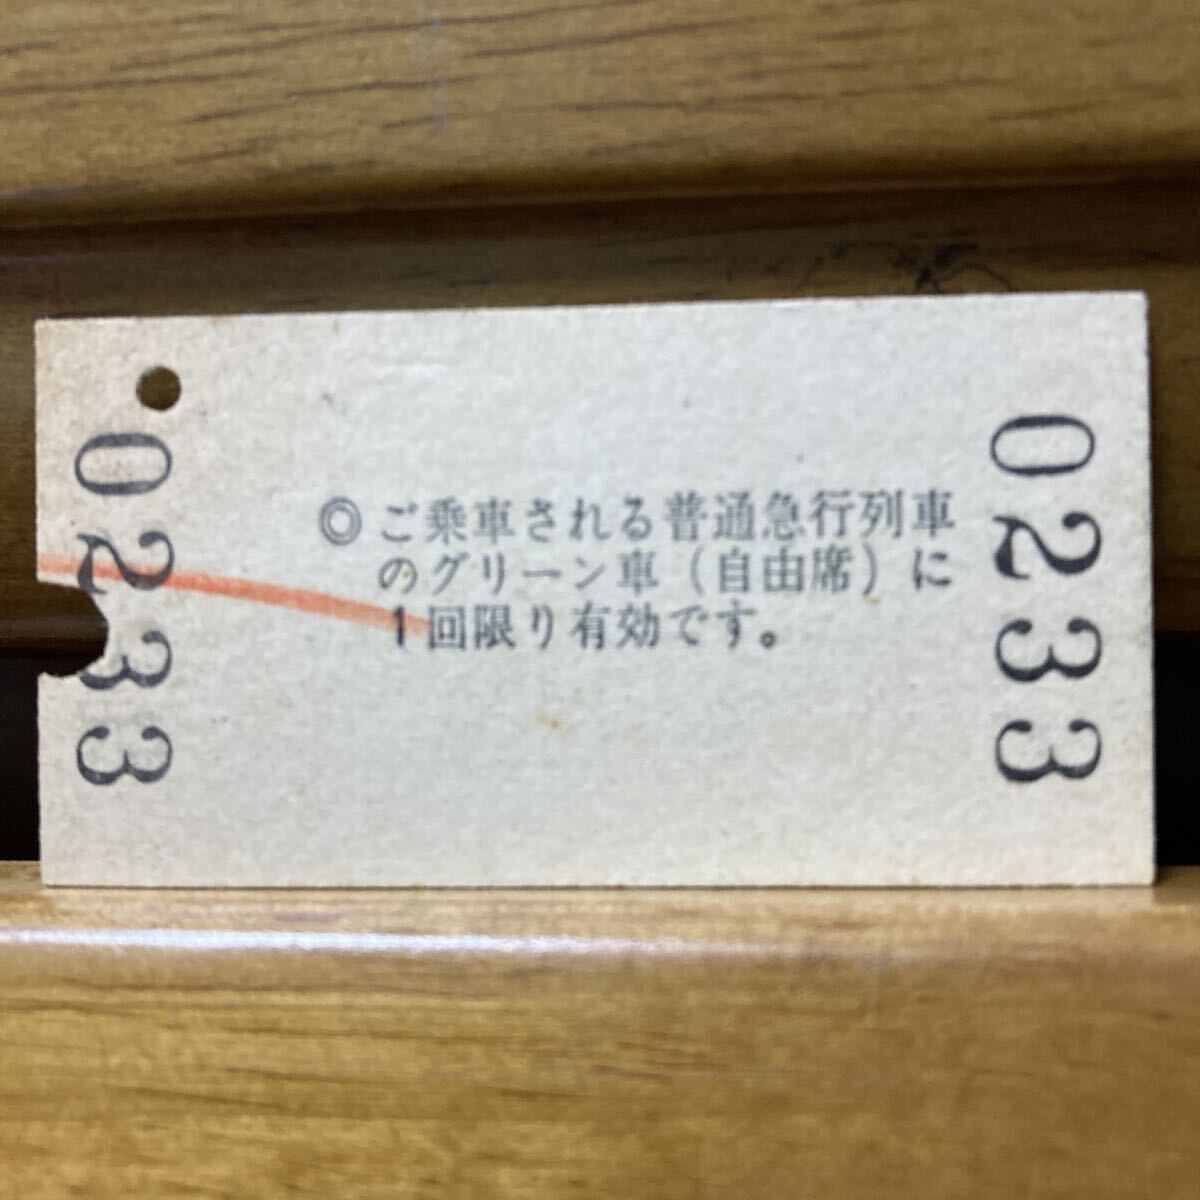 0233
◎ ご乗車される普通急行列車
のグリーン車（自由席）に
1回限り有効です。
0233